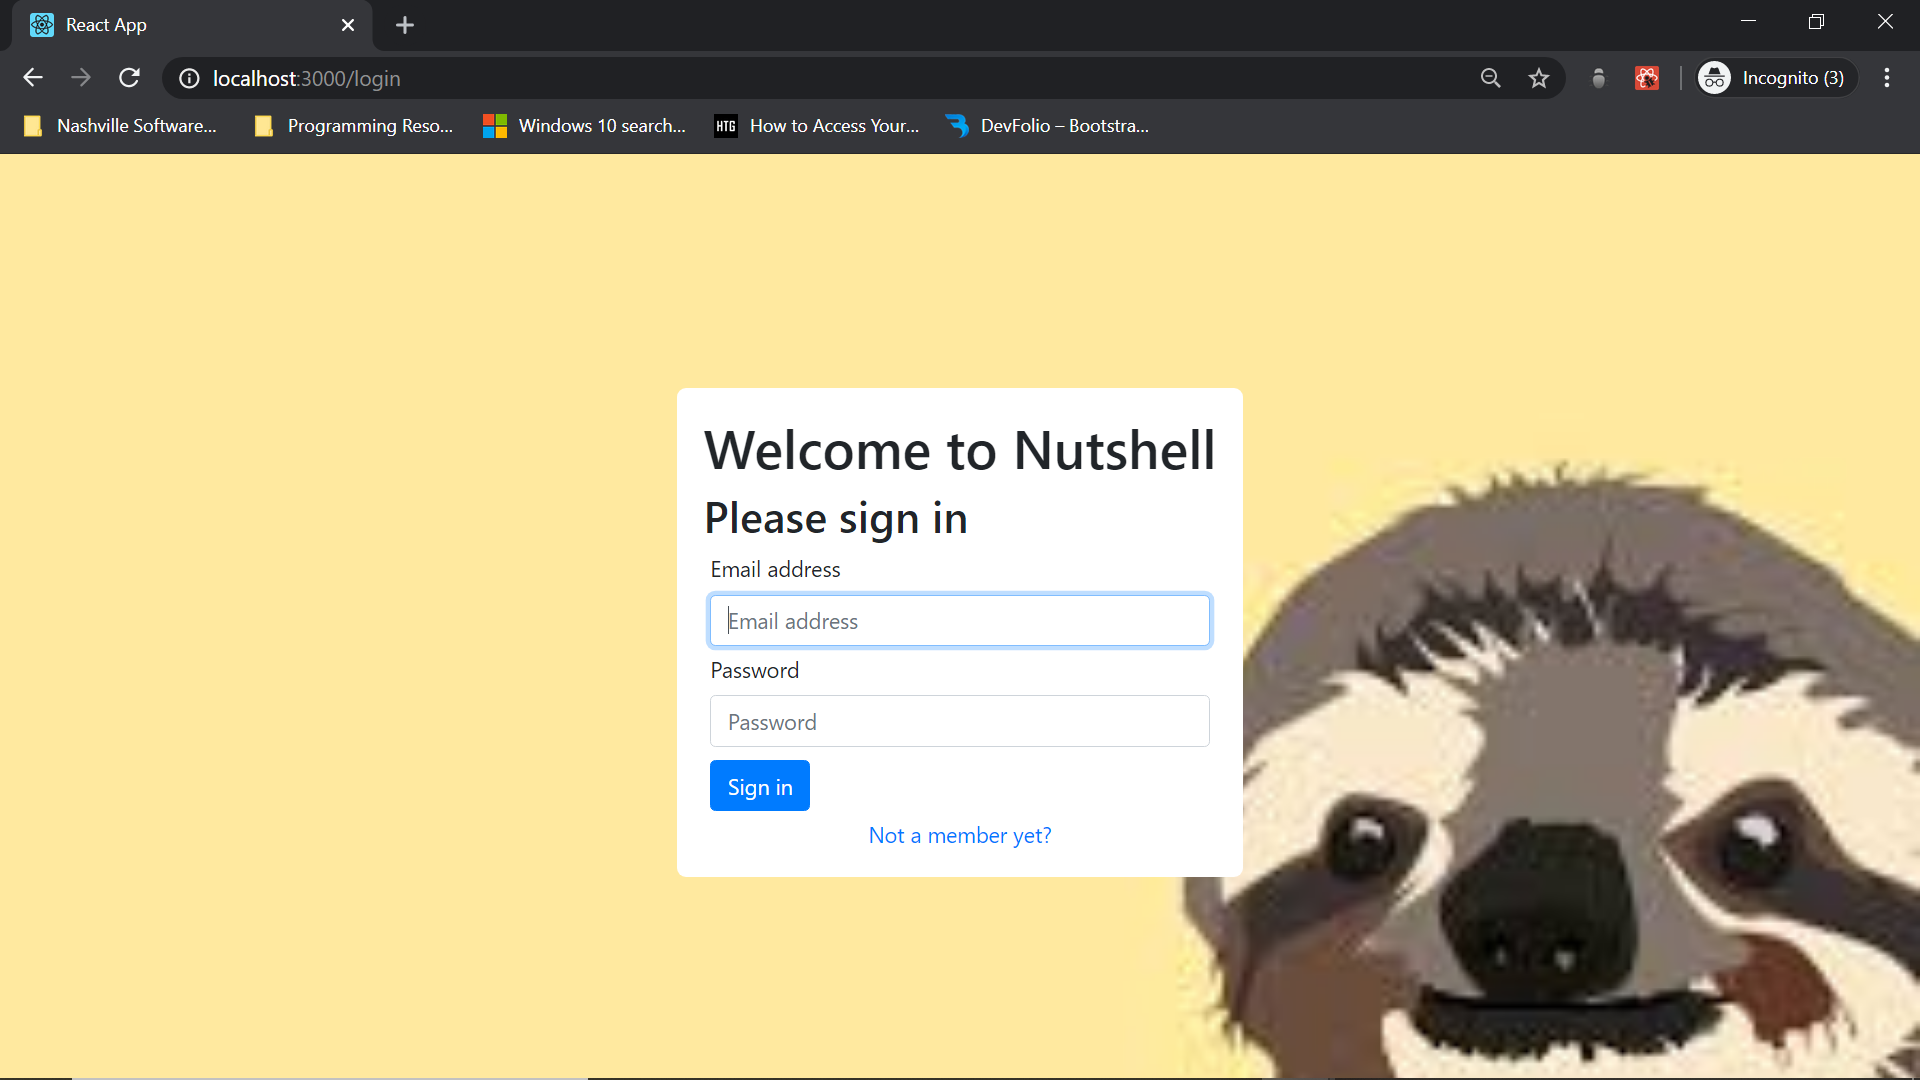 React App
localhost:3000/login
Incognito (3)
Nashville Software...
Programming Reso...
Windows 10 search...
HTG
How to Access Your...
DevFolio – Bootstra...
Welcome to Nutshell
Please sign in
Email address
Email address
Password
Password
Sign in
Not a member yet?